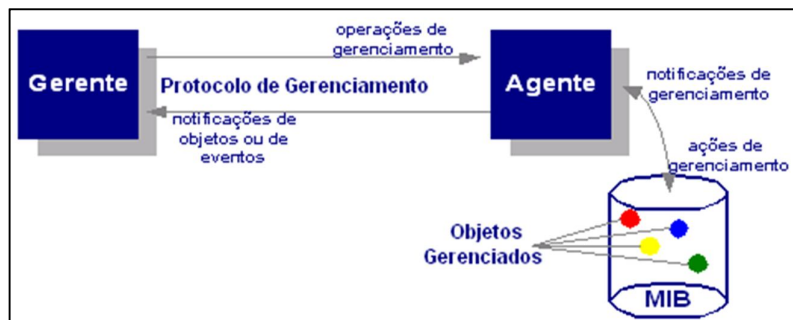 operações de
gerenciamento
Gerente
Protocolo de Gerenciamento
Agente
notificações de
objetos ou de
eventos
notificações de
gerenciamento
ações de
gerenciamento
Objetos
Gerenciados
MIB